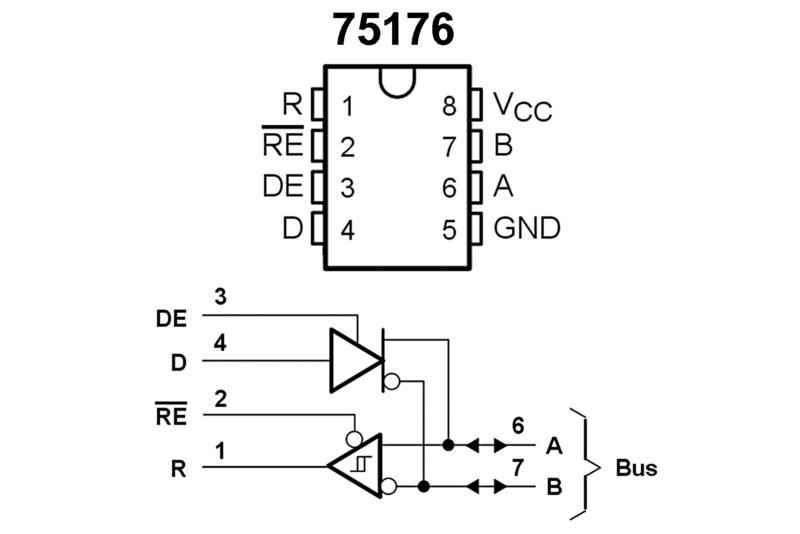 75176
R 1 8 VCC
RE 2 7 B
DE 3 6 A
D 4 5 GND
DE 3
D 4
RE 2
R 1
6 A
7 B
Bus